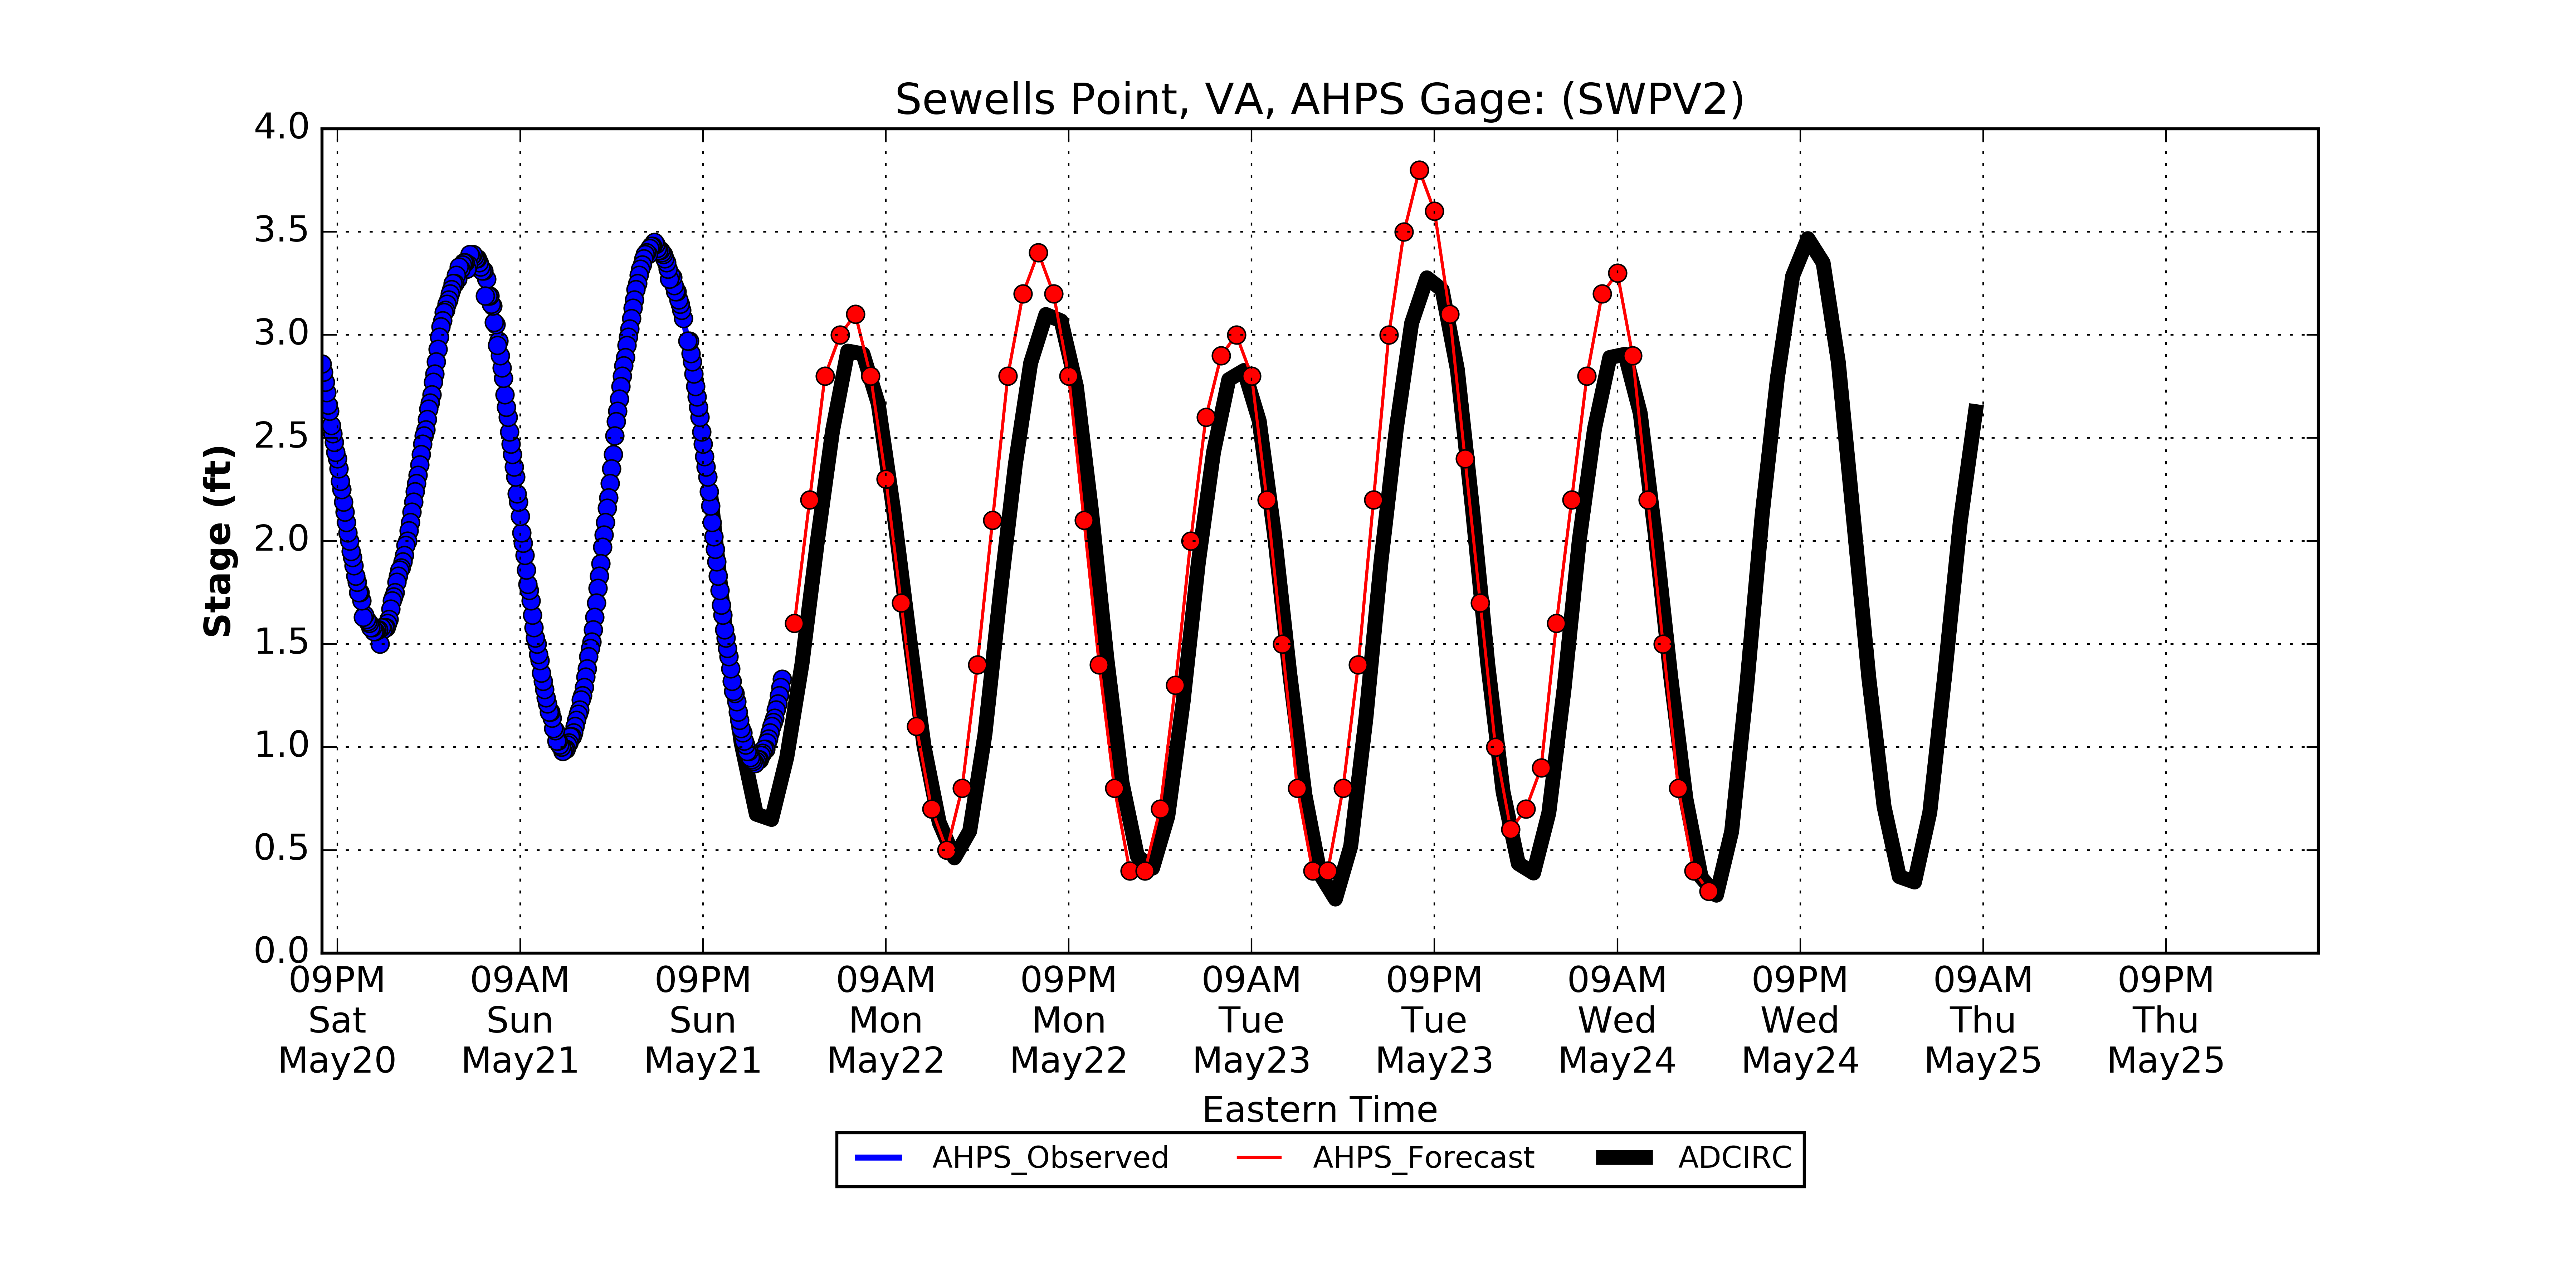 Sewells Point, VA, AHPS Gage: (SWPV2)
4.0
3.5
3.0
2.5
2.0
1.5
1.0
0.5
0.0
Stage (ft)
09PM 09AM 09PM 09AM 09PM 09AM 09PM 09AM 09PM 09AM 09PM
Sat Sun Sun Mon Mon Tue Tue Wed Wed Thu Thu
May20 May21 May21 May22 May22 May23 May23 May24 May24 May25 May25
Eastern Time
AHPS_Observed AHPS_Forecast ADCIRC